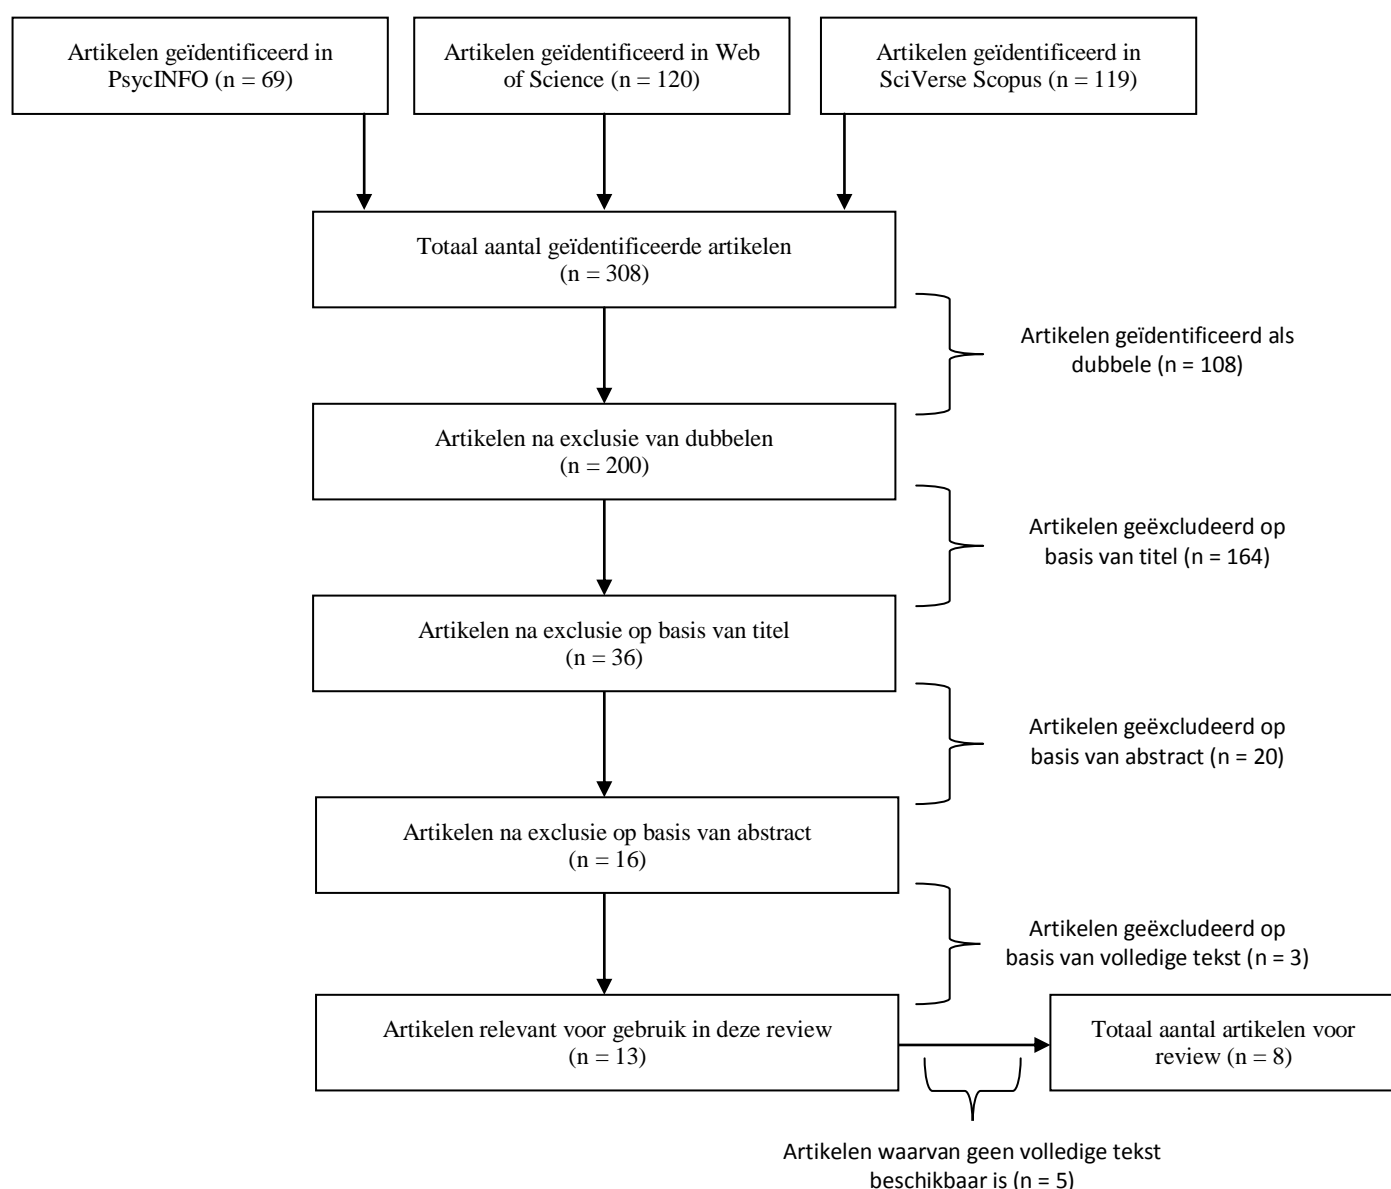 Artikelen geïdentificeerd in
PsycINFO (n = 69)
Artikelen geïdentificeerd in Web
of Science (n = 120)
Artikelen geïdentificeerd in
SciVerse Scopus (n = 119)
Totaal aantal geïdentificeerde artikelen
(n = 308)
Artikelen geïdentificeerd als
dubbele (n = 108)
Artikelen na exclusie van dubbelen
(n = 200)
Artikelen geëxcludeerd op
basis van titel (n = 164)
Artikelen na exclusie op basis van titel
(n = 36)
Artikelen geëxcludeerd op
basis van abstract (n = 20)
Artikelen na exclusie op basis van abstract
(n = 16)
Artikelen geëxcludeerd op
basis van volledige tekst (n = 3)
Artikelen relevant voor gebruik in deze review
(n = 13)
Totaal aantal artikelen voor
review (n = 8)
Artikelen waarvan geen volledige tekst
beschikbaar is (n = 5)